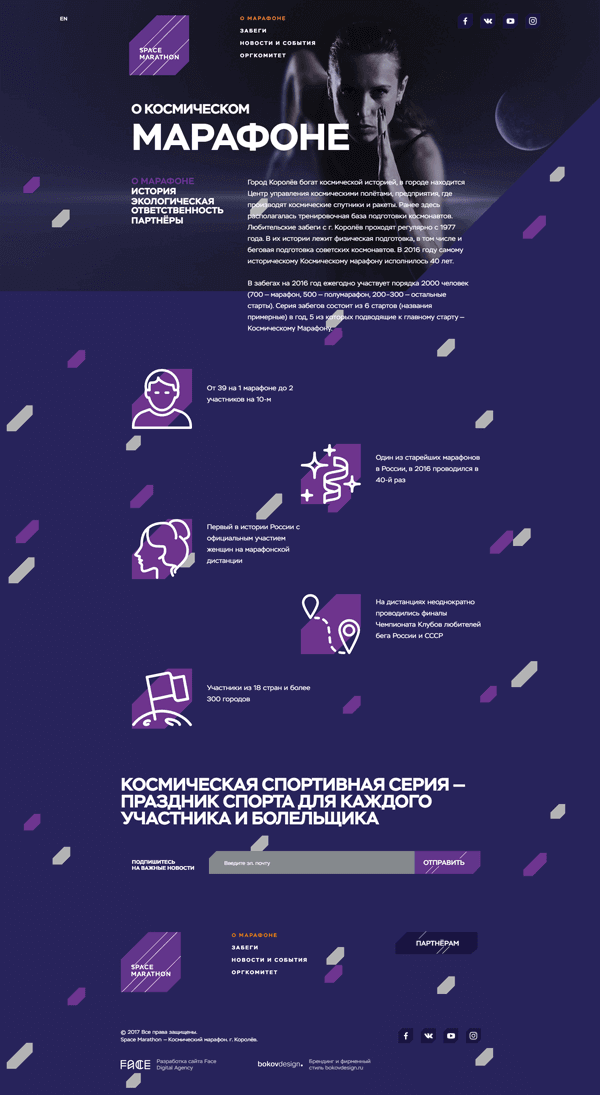 EN
SPACE
MARATHON
О МАРАФОНЕ
ЗАБЕГИ
НОВОСТИ И СОБЫТИЯ
ОРГКОМИТЕТ
О КОСМИЧЕСКОМ
МАРАФОНЕ
О МАРАФОНЕ
ИСТОРИЯ
ЭКОЛОГИЧЕСКАЯ
ОТВЕТСТВЕННОСТЬ
ПАРТНЁРЫ
Город Королёв богат космической историей, в городе находится
Центр управления космическими полётами, предприятия, где
производят космические спутники и ракеты. Ранее здесь
располагалась тренировочная база подготовки космонавтов.
Любительские забеги с г. Королёв проходят регулярно с 1977
года. В их истории лежит физическая подготовка, в том числе и
беговая подготовка советских космонавтов. В 2016 году самому
историческому Космическому марафону исполнилось 40 лет.
В забегах на 2016 год ежегодно участвует порядка 2000 человек
(700 – марафон, 500 – полумарафон, 200–300 – остальные
старты). Серия забегов состоит из 6 стартов (названия
примерные) в год, 5 из которых подводящие к главному старту –
Космическому Марафону.
От 39 на 1 марафоне до 2
участников на 10-м
Один из старейших марафонов
в России, в 2016 проводился в
40-й раз
Первый в истории России с
официальным участием
женщин на марафонской
дистанции
На дистанциях неоднократно
проводились финалы
Чемпионата Клубов любителей
бега России и СССР
Участники из 18 стран и более
300 городов
КОСМИЧЕСКАЯ СПОРТИВНАЯ СЕРИЯ –
ПРАЗДНИК СПОРТА ДЛЯ КАЖДОГО
УЧАСТНИКА И БОЛЕЛЬЩИКА
ПОДПИШИТЕСЬ
НА ВАЖНЫЕ НОВОСТИ
Введите эл. почту
ОТПРАВИТЬ
SPACE
MARATHON
О МАРАФОНЕ
ЗАБЕГИ
НОВОСТИ И СОБЫТИЯ
ОРГКОМИТЕТ
ПАРТНЁРАМ
© 2017 Все права защищены.
Space Marathon – Космический марафон. г. Королёв.
FACE
Разработка сайта Face
Digital Agency
bokovdesign.
Брендинг и фирменный
стиль bokovdesign.ru